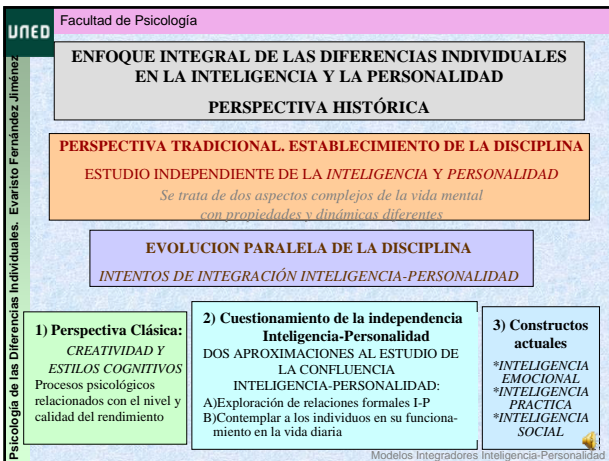 UNED
Facultad de Psicología
Psicología de las Diferencias Individuales. Evaristo Fernández Jiménez
ENFOQUE INTEGRAL DE LAS DIFERENCIAS INDIVIDUALES
EN LA INTELIGENCIA Y LA PERSONALIDAD
PERSPECTIVA HISTÓRICA
PERSPECTIVA TRADICIONAL. ESTABLECIMIENTO DE LA DISCIPLINA
ESTUDIO INDEPENDIENTE DE LA INTELIGENCIA Y PERSONALIDAD
Se trata de dos aspectos complejos de la vida mental
con propiedades y dinámicas diferentes
EVOLUCION PARALELA DE LA DISCIPLINA
INTENTOS DE INTEGRACIÓN INTELIGENCIA-PERSONALIDAD
1) Perspectiva Clásica:
CREATIVIDAD Y
ESTILOS COGNITIVOS
Procesos psicológicos
relacionados con el nivel y
calidad del rendimiento
2) Cuestionamiento de la independencia
Inteligencia-Personalidad
DOS APROXIMACIONES AL ESTUDIO DE
LA CONFLUENCIA
INTELIGENCIA-PERSONALIDAD:
A)Exploración de relaciones formales I-P
B)Contemplar a los individuos en su funciona-
miento en la vida diaria
3) Constructos
actuales
*INTELIGENCIA
EMOCIONAL
*INTELIGENCIA
PRACTICA
*INTELIGENCIA
SOCIAL
Modelos Integradores Inteligencia-Personalidad